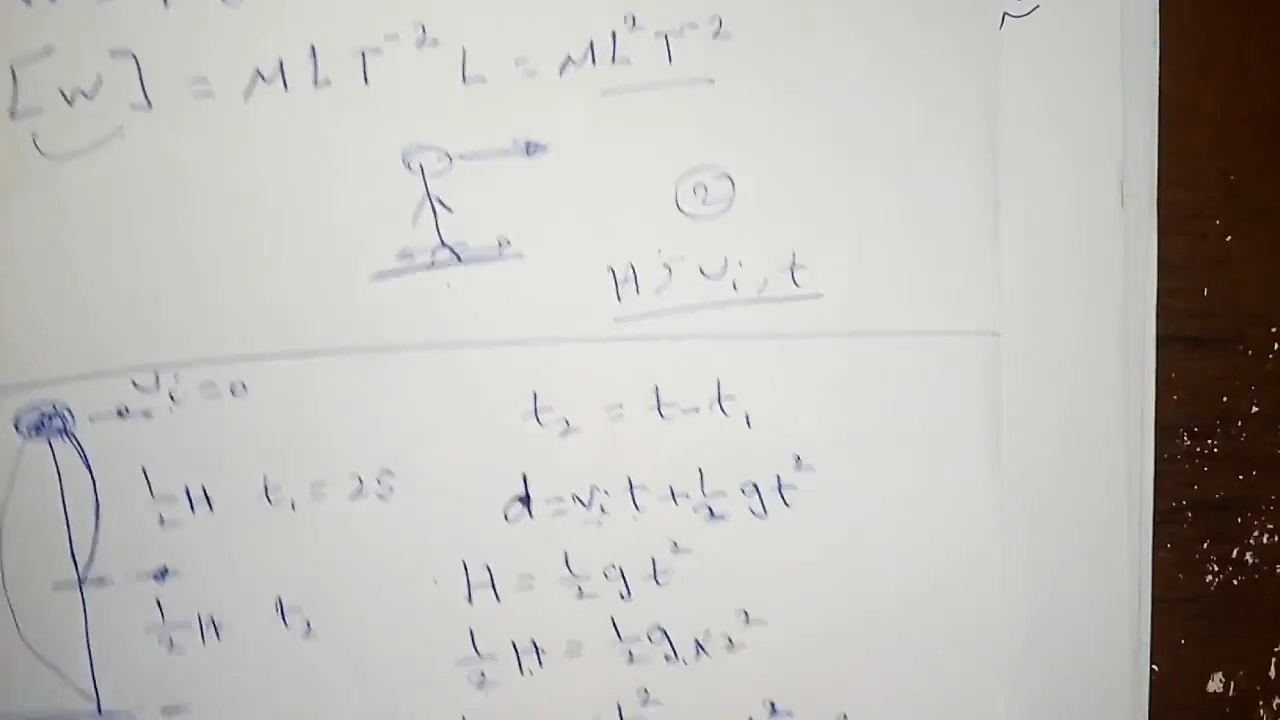 [W] = M L T⁻² L = ML²T⁻²
②
H ; Vᵢ , t
Vᵢ = 0
t₂ = t - t₁
½H t₁ = 2S
d = vᵢt + ½gt²
H = ½gt²
½H t₂
½H = ½g×2²